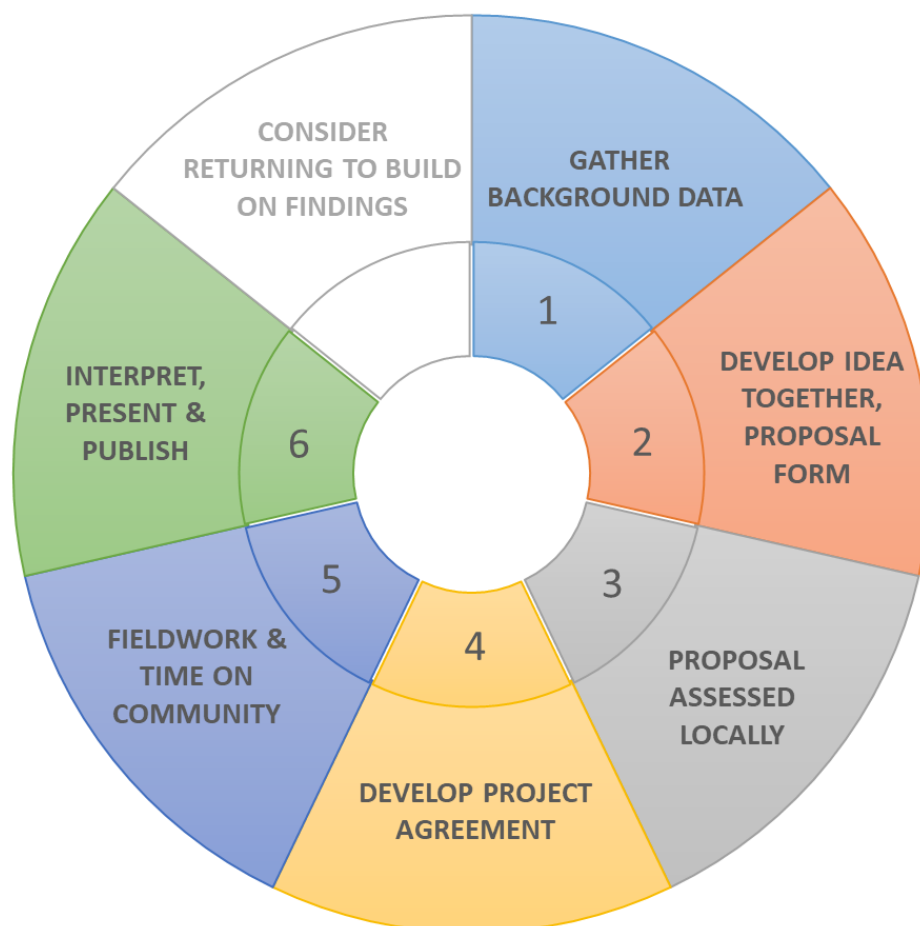 GATHER
BACKGROUND DATA
1
DEVELOP IDEA
TOGETHER,
PROPOSAL
FORM
2
PROPOSAL
ASSESSED
LOCALLY
3
DEVELOP PROJECT
AGREEMENT
4
FIELDWORK &
TIME ON
COMMUNITY
5
INTERPRET,
PRESENT &
PUBLISH
6
CONSIDER
RETURNING TO BUILD
ON FINDINGS